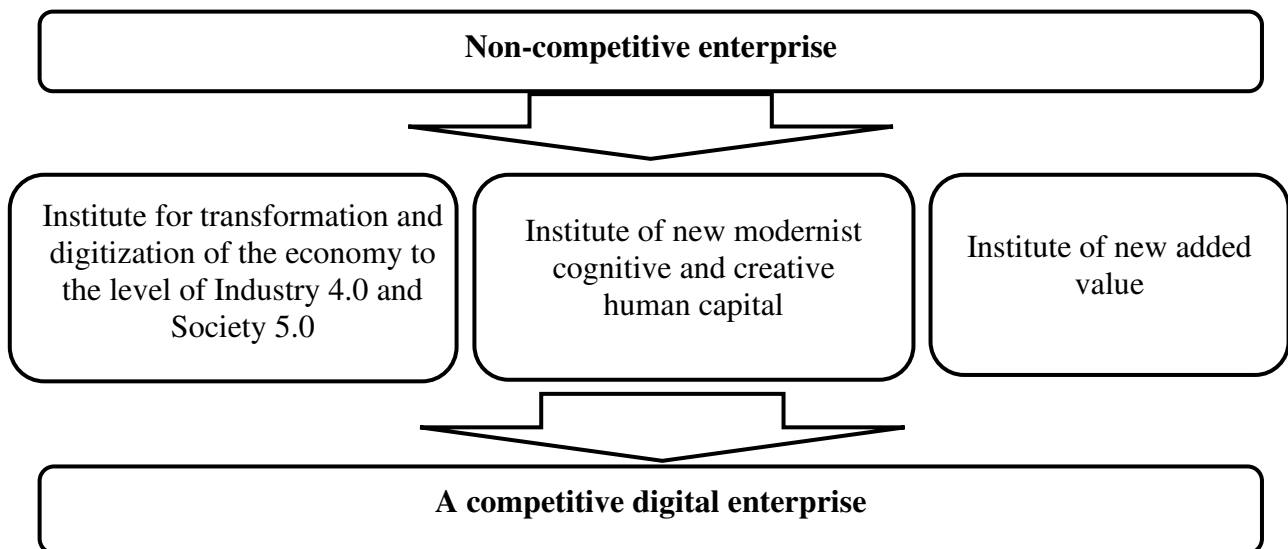 Non-competitive enterprise
Institute for transformation and
digitization of the economy to
the level of Industry 4.0 and
Society 5.0
Institute of new modernist
cognitive and creative
human capital
Institute of new added
value
A competitive digital enterprise